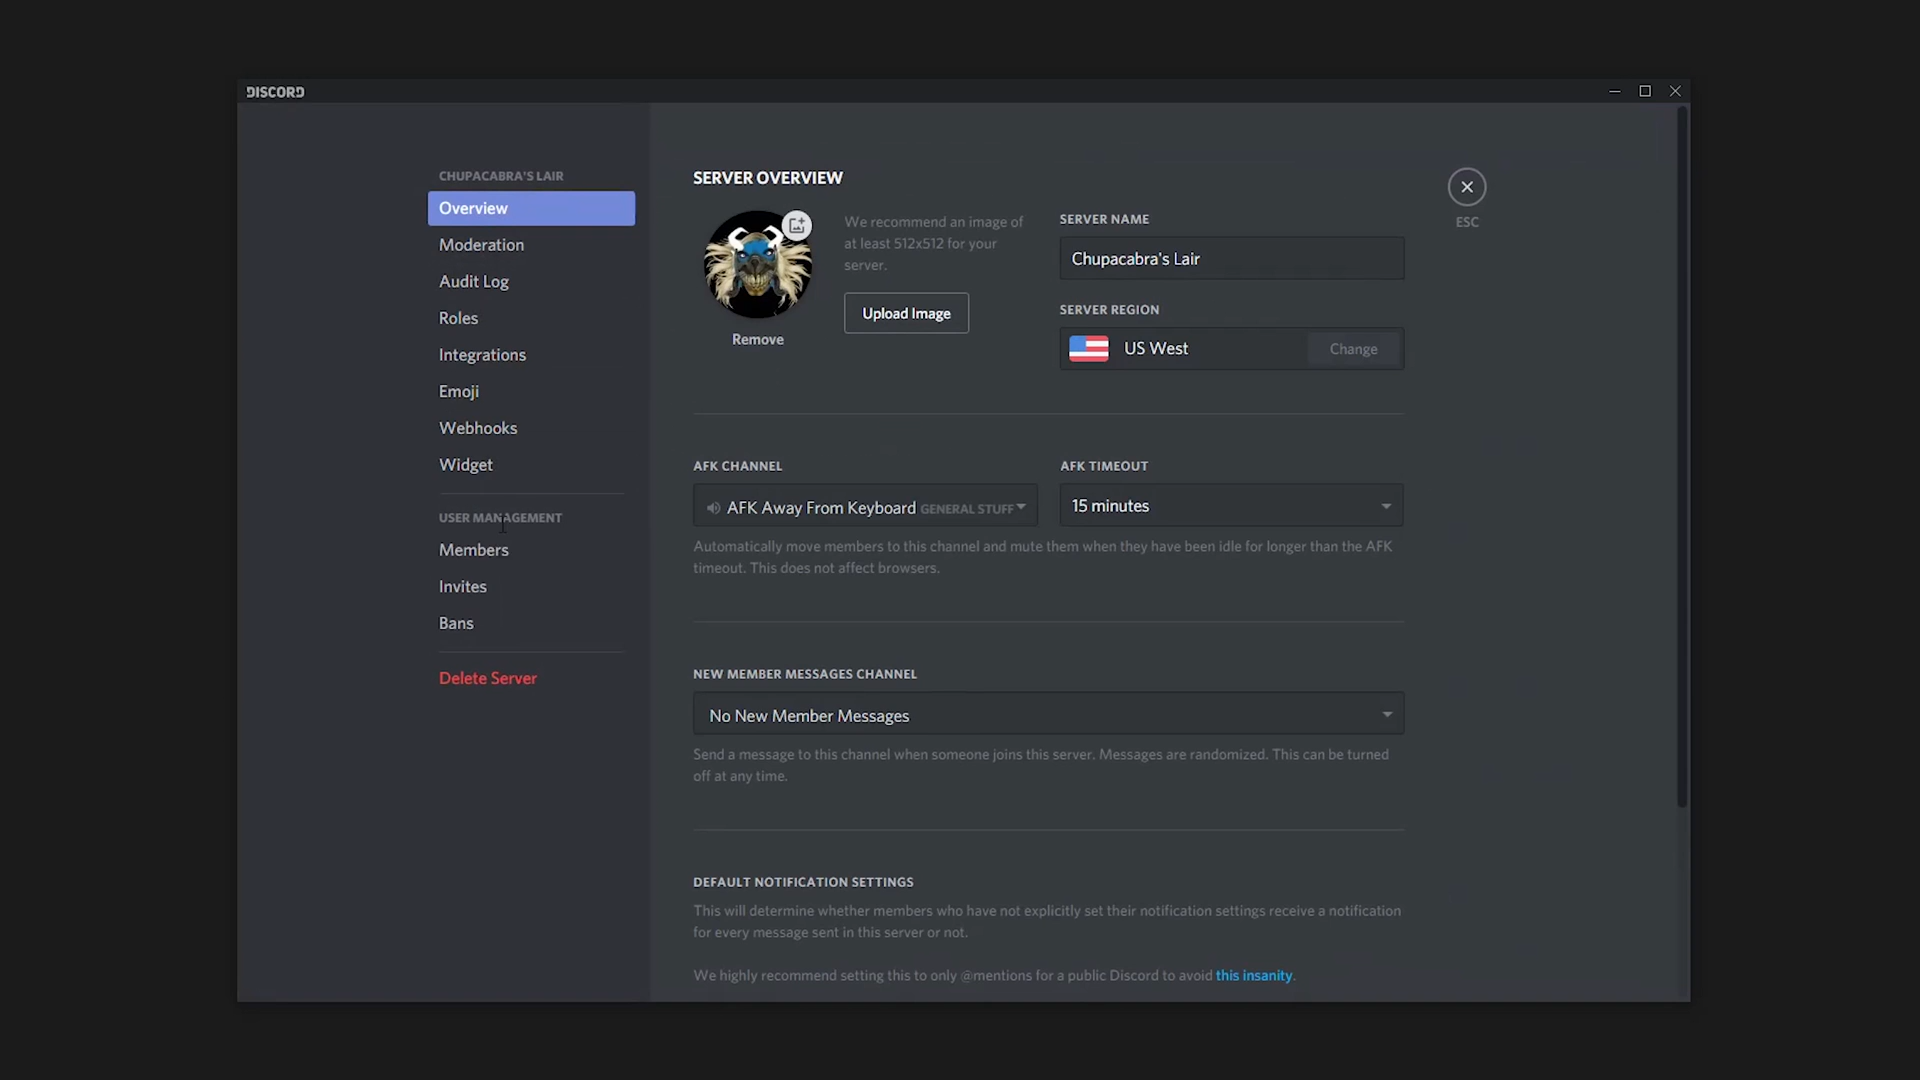 DISCORD
CHUPACABRA'S LAIR
Overview
Moderation
Audit Log
Roles
Integrations
Emoji
Webhooks
Widget
USER MANAGEMENT
Members
Invites
Bans
Delete Server
SERVER OVERVIEW
We recommend an image of
at least 512x512 for your
server.
Upload Image
Remove
SERVER NAME
Chupacabra's Lair
SERVER REGION
US West
Change
ESC
AFK CHANNEL
AFK Away From Keyboard GENERAL STUFF
AFK TIMEOUT
15 minutes
Automatically move members to this channel and mute them when they have been idle for longer than the AFK
timeout. This does not affect browsers.
NEW MEMBER MESSAGES CHANNEL
No New Member Messages
Send a message to this channel when someone joins this server. Messages are randomized. This can be turned
off at any time.
DEFAULT NOTIFICATION SETTINGS
This will determine whether members who have not explicitly set their notification settings receive a notification
for every message sent in this server or not.
We highly recommend setting this to only @mentions for a public Discord to avoid this insanity.